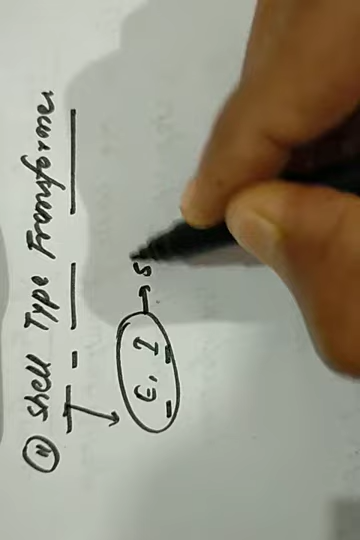 (ii) Shell Type Transformer
E, I → S